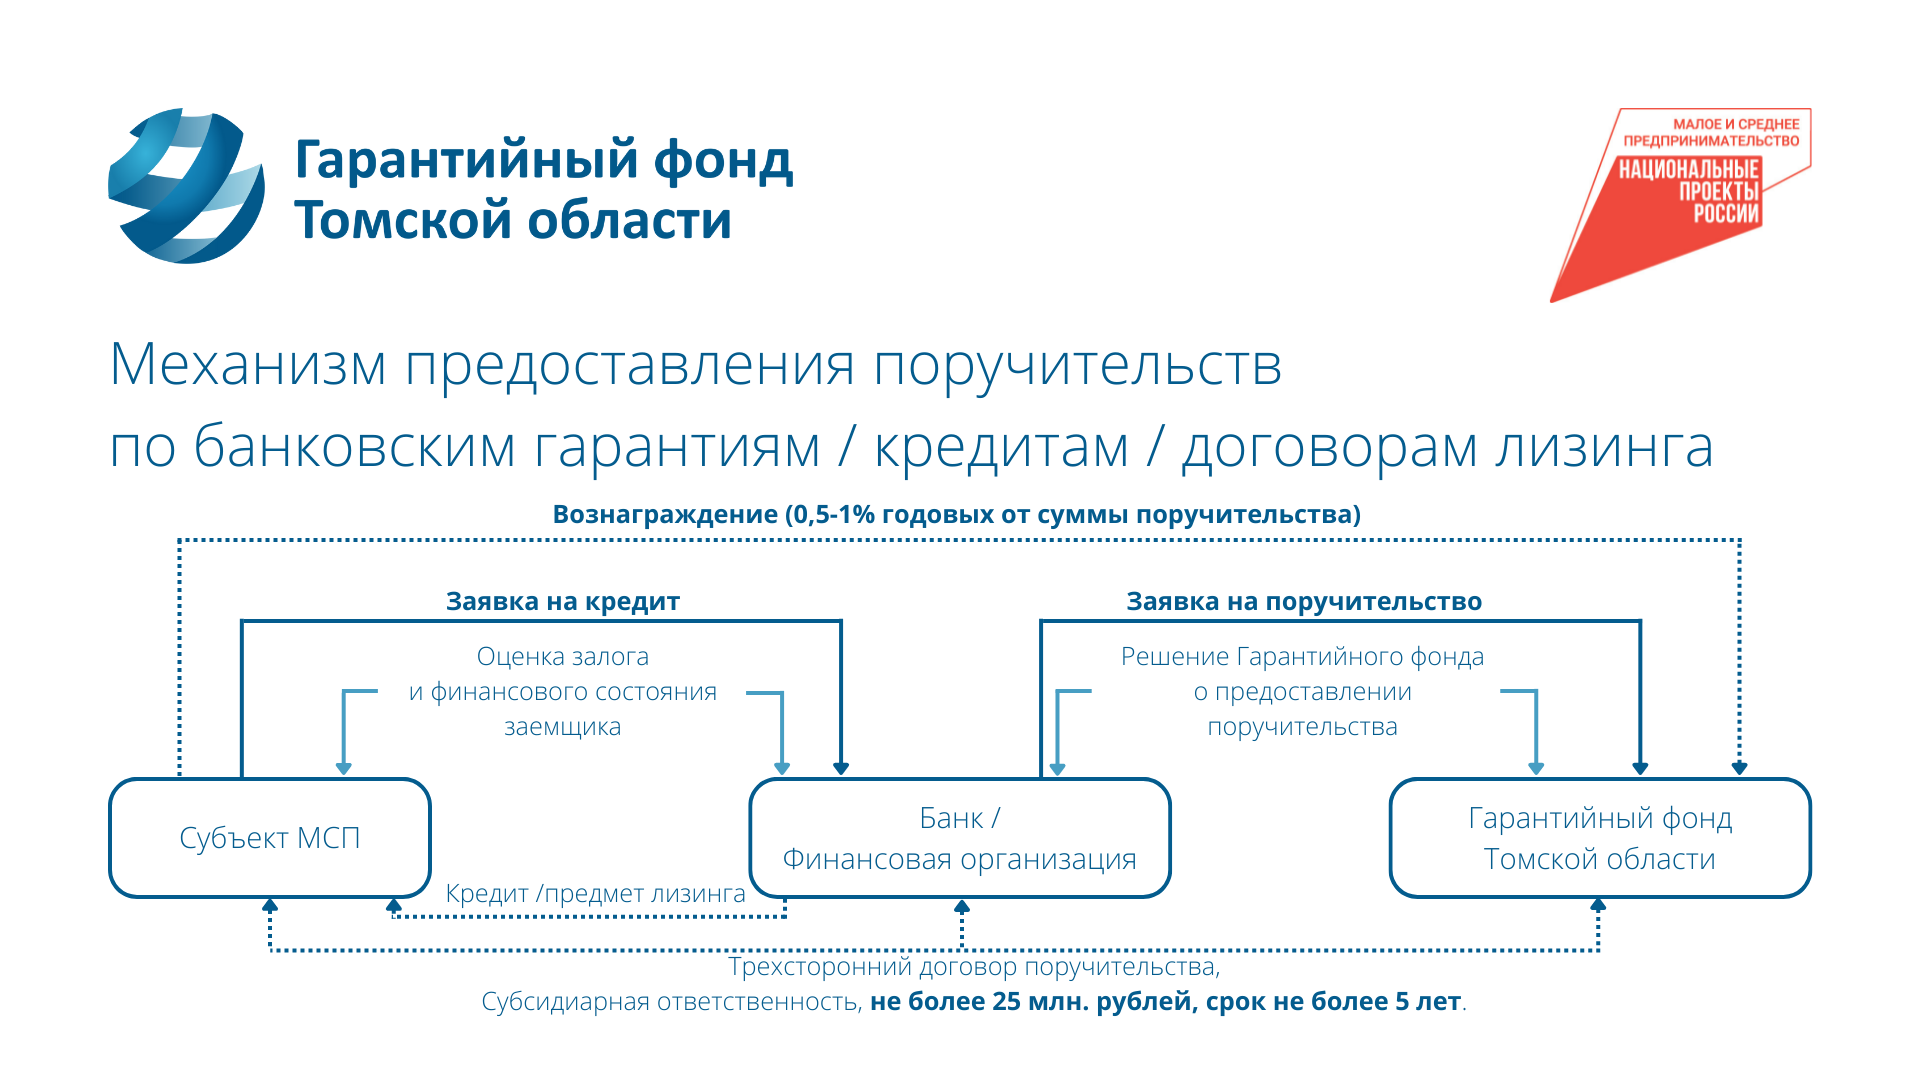 Гарантийный фонд
Томской области
МАЛОЕ И СРЕДНЕЕ
ПРЕДПРИНИМАТЕЛЬСТВО
НАЦИОНАЛЬНЫЕ
ПРОЕКТЫ
РОССИИ
Механизм предоставления поручительств
по банковским гарантиям / кредитам / договорам лизинга
Вознаграждение (0,5-1% годовых от суммы поручительства)
Заявка на кредит
Заявка на поручительство
Оценка залога
и финансового состояния
заемщика
Решение Гарантийного фонда
о предоставлении
поручительства
Субъект МСП
Банк /
Финансовая организация
Гарантийный фонд
Томской области
Кредит /предмет лизинга
Трехсторонний договор поручительства,
Субсидиарная ответственность, не более 25 млн. рублей, срок не более 5 лет.